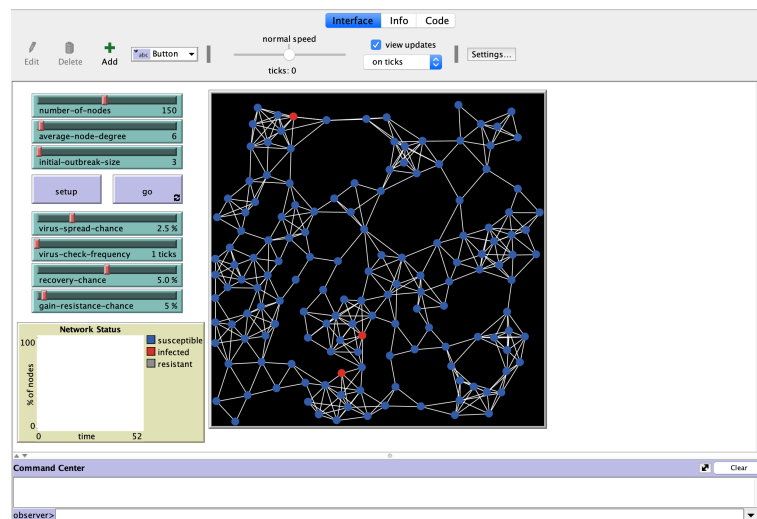 Interface Info Code
Edit
Delete
Add
abc Button
normal speed
ticks: 0
view updates
on ticks
Settings...
number-of-nodes 150
average-node-degree 6
initial-outbreak-size 3
setup
go
virus-spread-chance 2.5 %
virus-check-frequency 1 ticks
recovery-chance 5.0 %
gain-resistance-chance 5 %
Network Status
100
% of nodes
0
0
time
52
susceptible
infected
resistant
Command Center
Clear
observer>